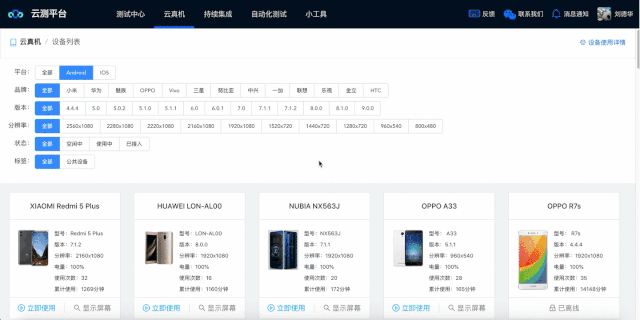 云测平台 测试中心 云真机 持续集成 自动化测试 小工具 反馈 联系我们 消息通知 刘德华
云真机 / 设备列表 设备使用详情
平台： 全部 Android IOS
品牌： 全部 小米 华为 魅族 OPPO Vivo 三星 努比亚 中兴 一加 联想 乐视 金立 HTC
版本： 全部 4.4.4 5.0 5.0.2 5.1.0 5.1.1 6.0 6.0.1 7.0 7.1.1 7.1.2 8.0.0 8.1.0 9.0.0
分辨率： 全部 2560x1080 2280x1080 2220x1080 2160x1080 1920x1080 1520x720 1440x720 1280x720 960x540 800x480
状态： 全部 空闲中 使用中 已接入
标签： 全部 公共设备
XIAOMI Redmi 5 Plus
型号： Redmi 5 Plus
版本： 7.1.2
分辨率： 2160x1080
电量： 100%
使用次数： 32
累计使用： 1269分钟
立即使用 显示屏幕
HUAWEI LON-AL00
型号： LON-AL00
版本： 8.0.0
分辨率： 1920x1080
电量： 100%
使用次数： 16
累计使用： 1160分钟
立即使用 显示屏幕
NUBIA NX563J
型号： NX563J
版本： 7.1.1
分辨率： 1920x1080
电量： 100%
使用次数： 20
累计使用： 172分钟
立即使用 显示屏幕
OPPO A33
型号： A33
版本： 5.1.1
分辨率： 960x540
电量： 100%
使用次数： 28
累计使用： 165分钟
立即使用 显示屏幕
OPPO R7s
型号： R7s
版本： 4.4.4
分辨率： 1920x1080
电量： 100%
使用次数： 35
累计使用： 14148分钟
已离线